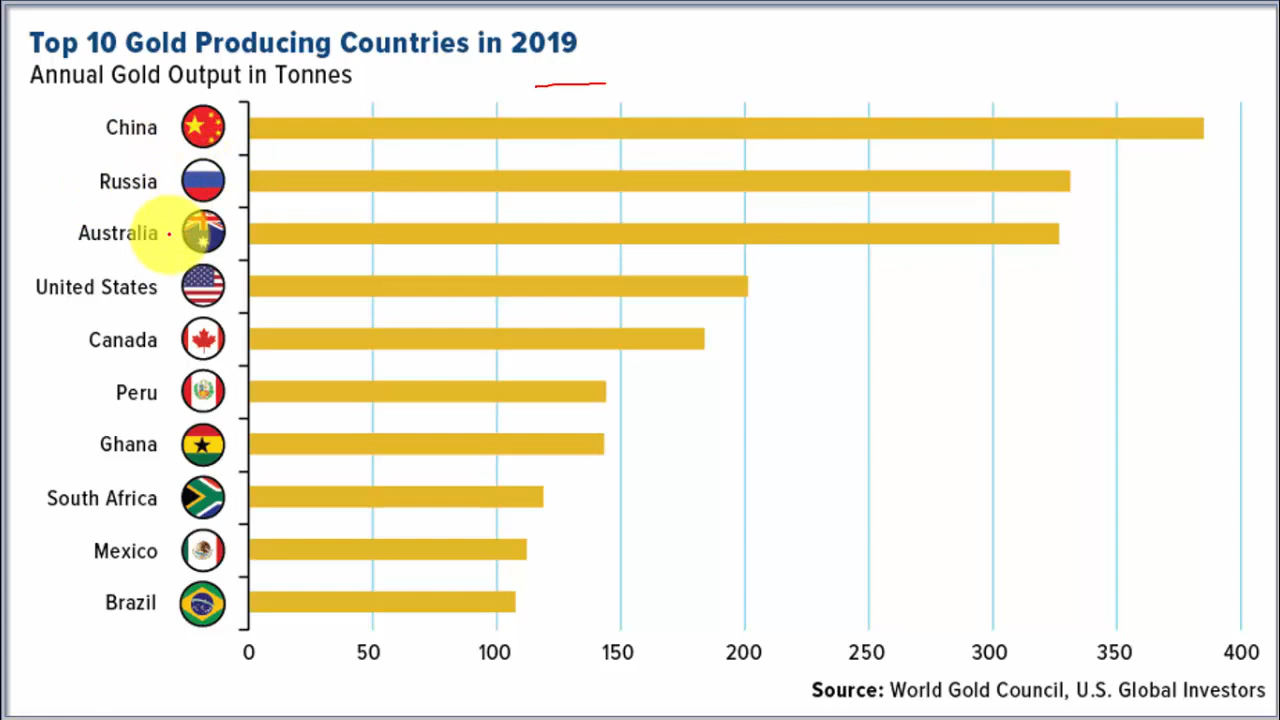 Top 10 Gold Producing Countries in 2019
Annual Gold Output in Tonnes
China
Russia
Australia
United States
Canada
Peru
Ghana
South Africa
Mexico
Brazil
0 50 100 150 200 250 300 350 400
Source: World Gold Council, U.S. Global Investors